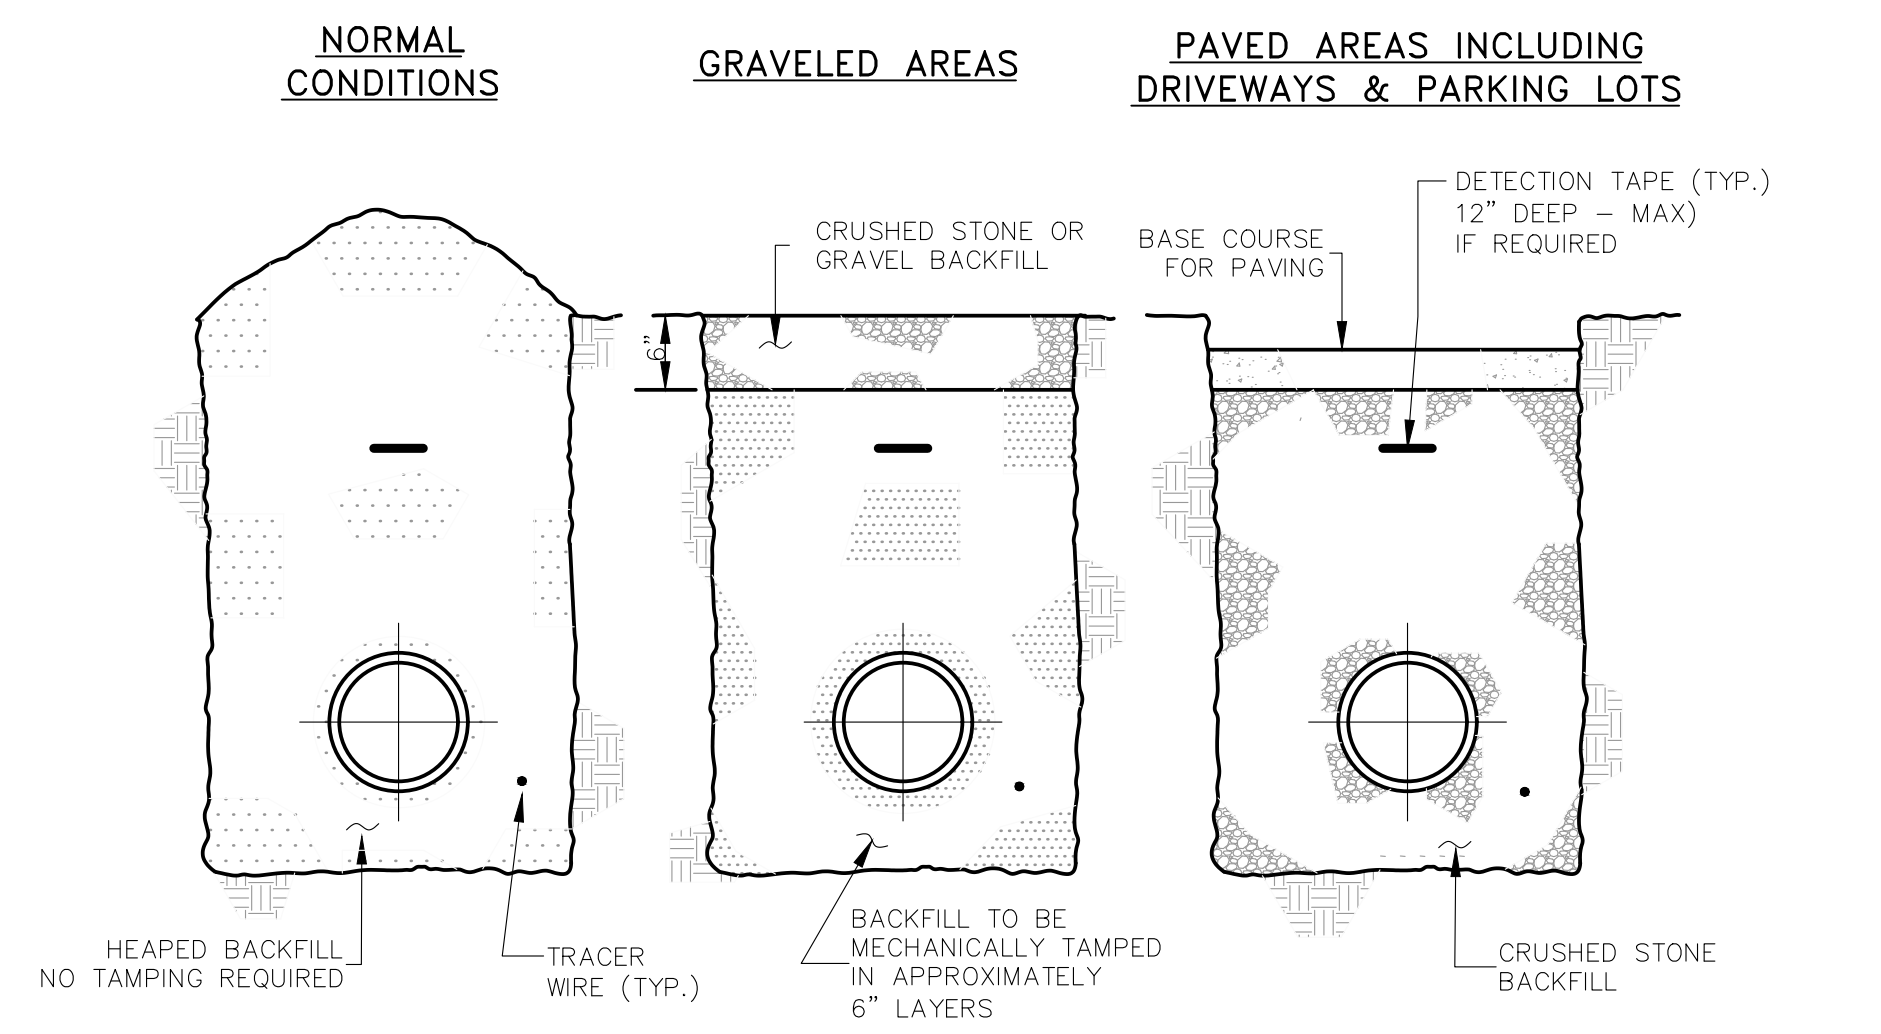 NORMAL
CONDITIONS
GRAVELED AREAS
PAVED AREAS INCLUDING
DRIVEWAYS & PARKING LOTS
DETECTION TAPE (TYP.)
12” DEEP – MAX)
IF REQUIRED
CRUSHED STONE OR
GRAVEL BACKFILL
BASE COURSE
FOR PAVING
6”
HEAPED BACKFILL
NO TAMPING REQUIRED
TRACER
WIRE (TYP.)
BACKFILL TO BE
MECHANICALLY TAMPED
IN APPROXIMATELY
6” LAYERS
CRUSHED STONE
BACKFILL